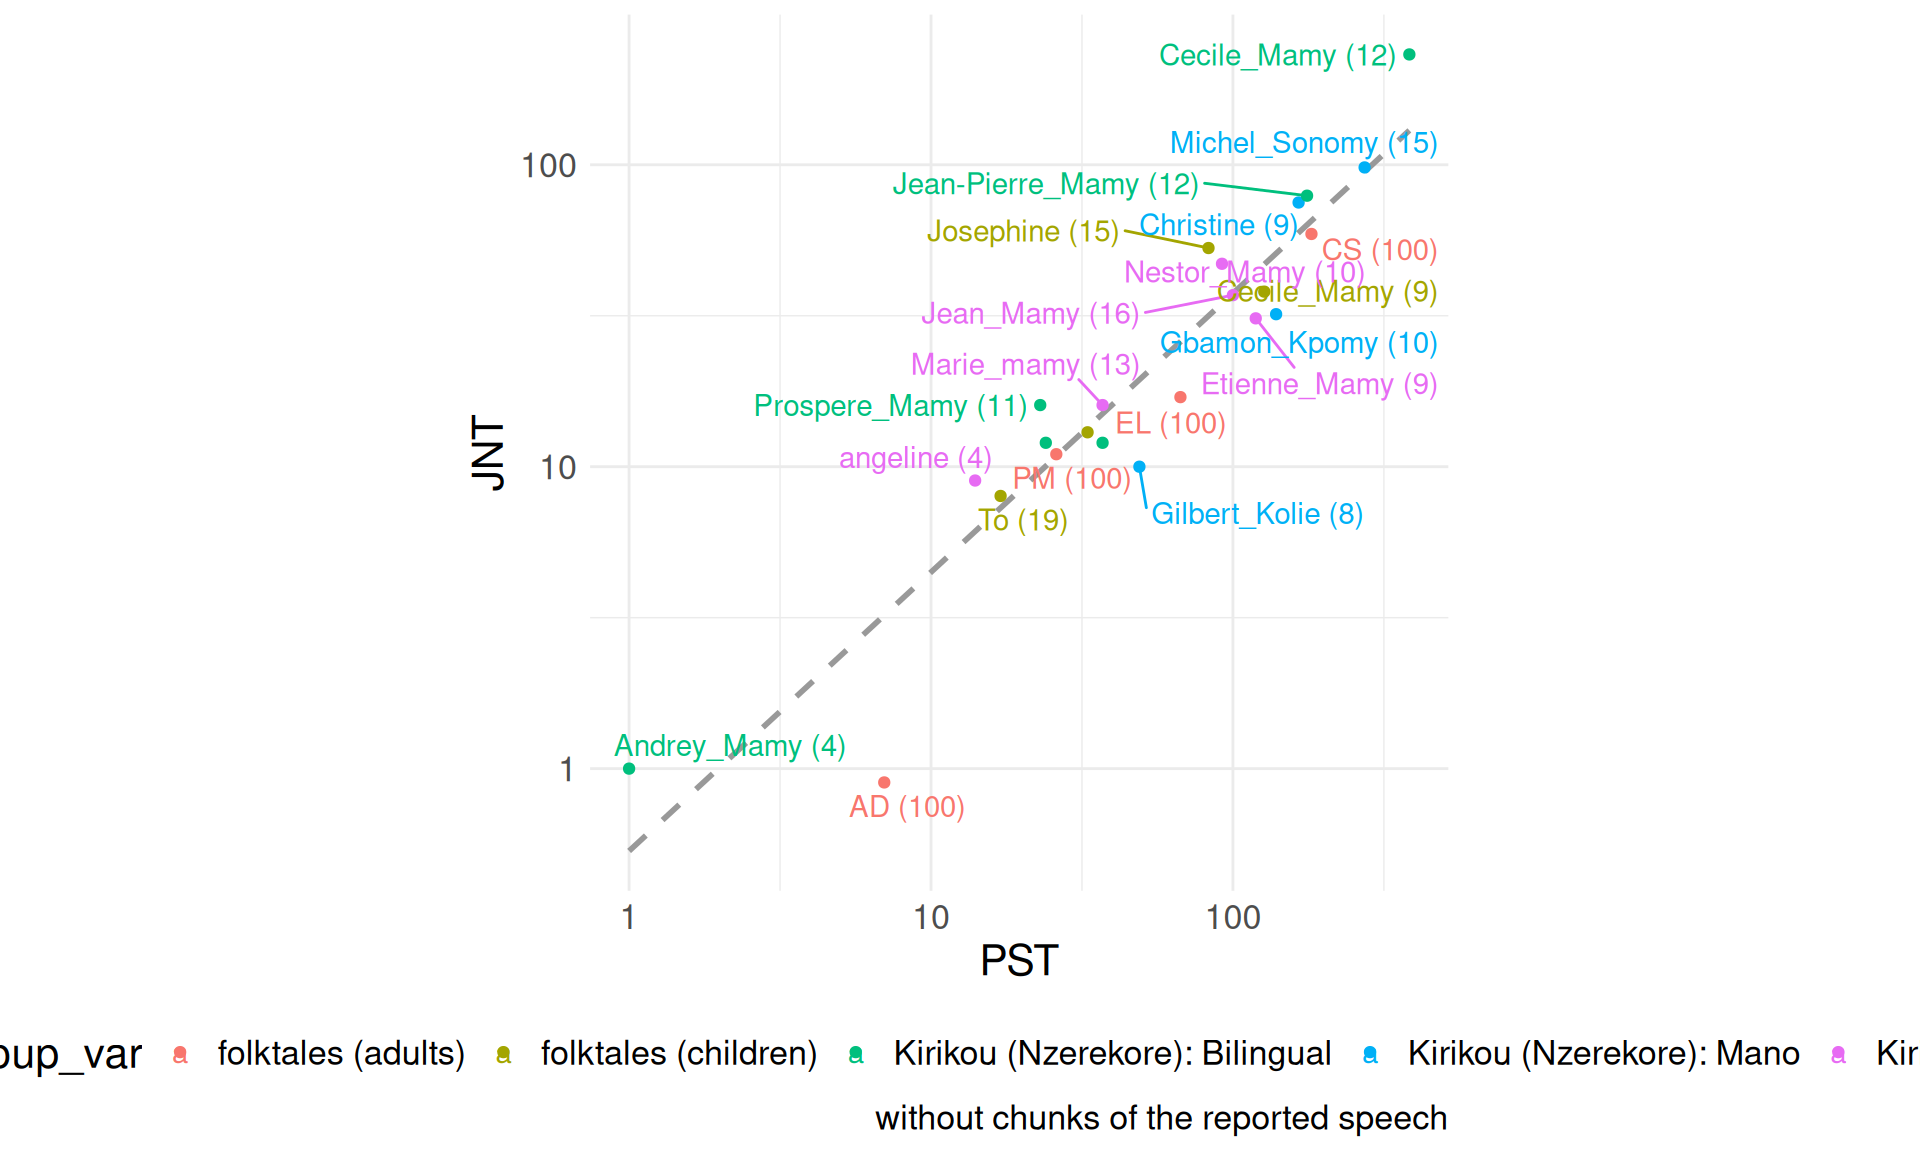 Cecile_Mamy (12)
Michel_Sonomy (15)
100
Jean-Pierre_Mamy (12)
Christine (9)
Josephine (15)
CS (100)
Nestor_Mamy (10)
Cecile_Mamy (9)
Jean_Mamy (16)
Gbamon_Kpomy (10)
Marie_mamy (13)
Etienne_Mamy (9)
Prospere_Mamy (11)
EL (100)
JNT
angeline (4)
10
PM (100)
Gilbert_Kolie (8)
To (19)
Andrey_Mamy (4)
1
AD (100)
1 10 100
PST
oup_var a folktales (adults) a folktales (children) a Kirikou (Nzerekore): Bilingual a Kirikou (Nzerekore): Mano a Kir
without chunks of the reported speech